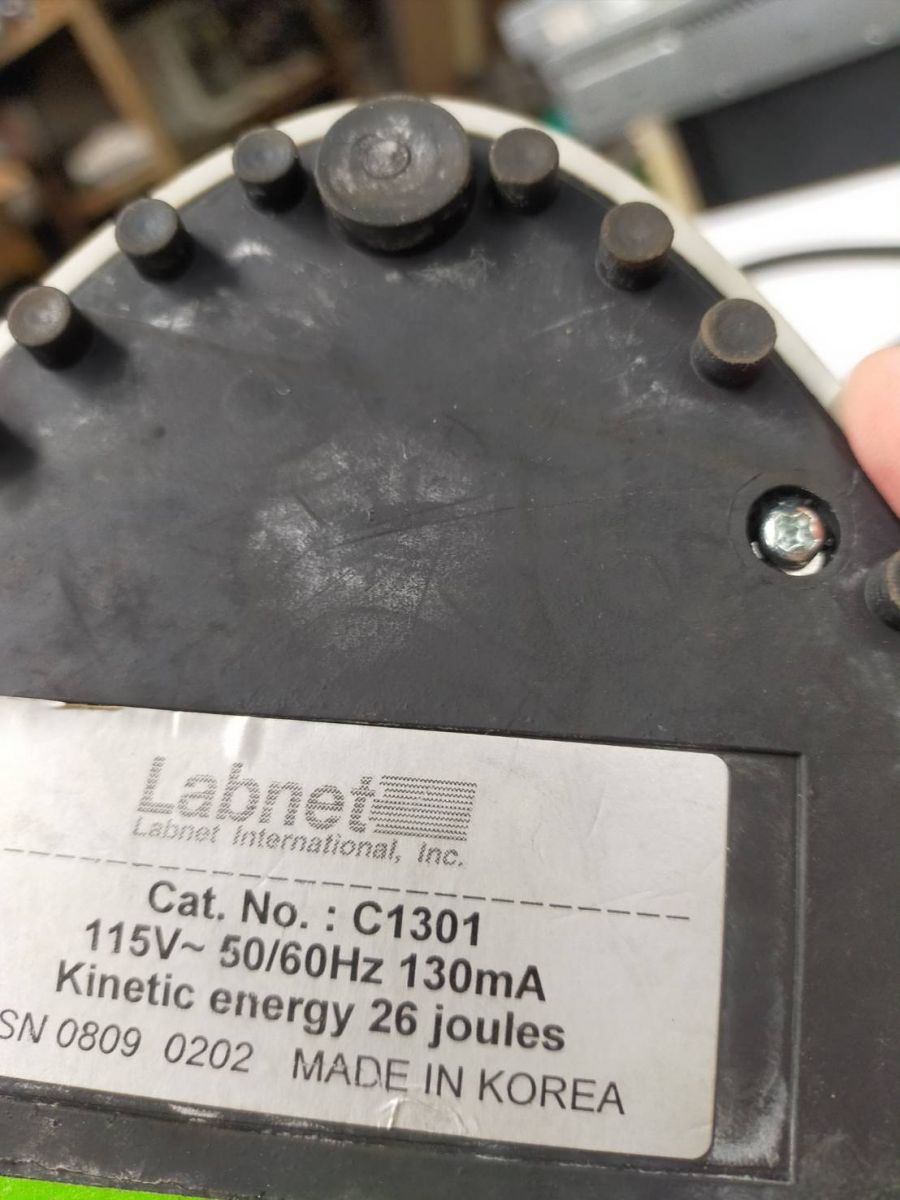 Labnet
Labnet International, Inc.
Cat. No. : C1301
115V~ 50/60Hz 130mA
Kinetic energy 26 joules
SN 0809 0202 MADE IN KOREA